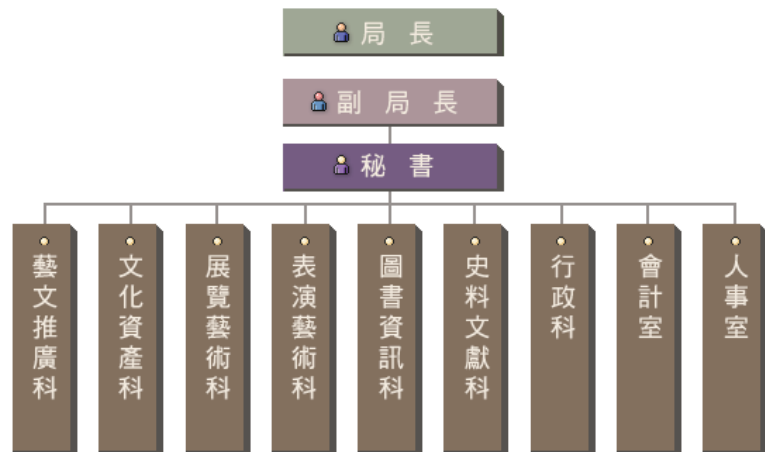 局 長
副 局 長
秘 書
藝文推廣科
文化資產科
展覽藝術科
表演藝術科
圖書資訊科
史料文獻科
行政科
會計室
人事室